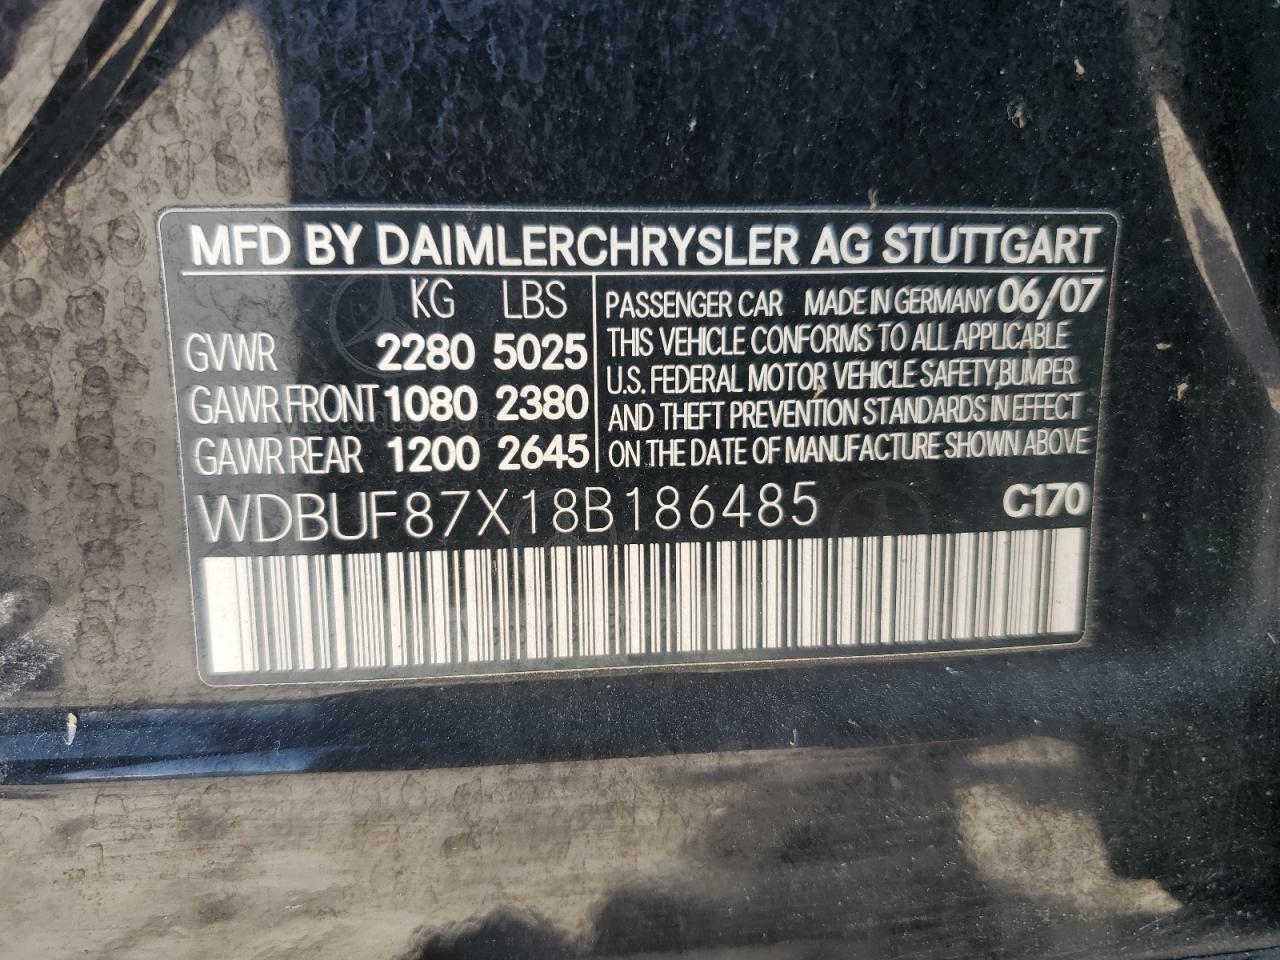 MFD BY DAIMLERCHRYSLER AG STUTTGART
KG LBS
GVWR 2280 5025
GAWR FRONT 1080 2380
GAWR REAR 1200 2645
PASSENGER CAR MADE IN GERMANY 06/07
THIS VEHICLE CONFORMS TO ALL APPLICABLE
U.S. FEDERAL MOTOR VEHICLE SAFETY,BUMPER
AND THEFT PREVENTION STANDARDS IN EFFECT
ON THE DATE OF MANUFACTURE SHOWN ABOVE
WDBUF87X18B186485 C170